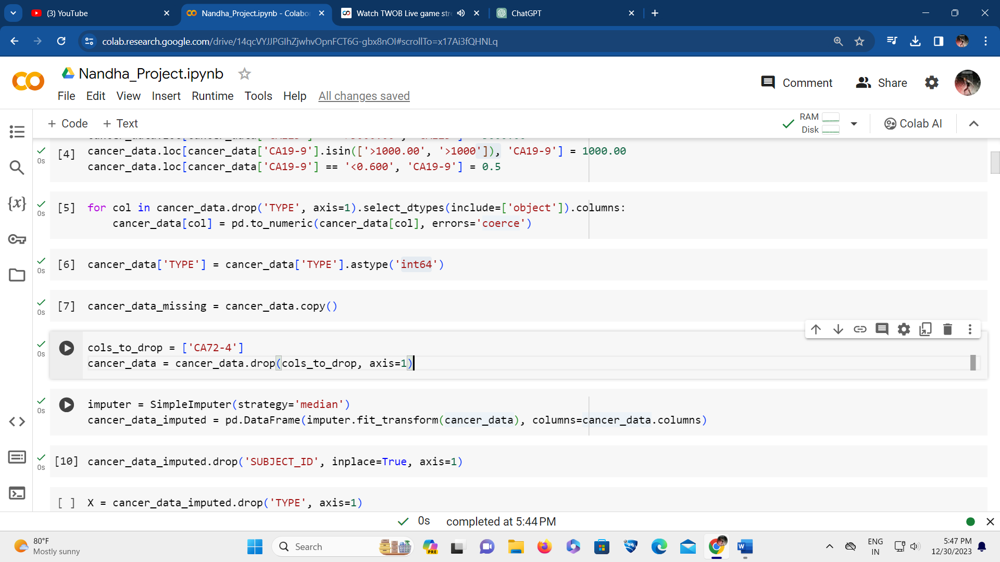 (3) YouTube
Nandha_Project.ipynb - Colabo
Watch TWOB Live game stre
ChatGPT
colab.research.google.com/drive/14qcVYJJPGIhZjwhvOpnFCT6G-gbx8nOI#scrollTo=x17Ai3fQHNLq
Nandha_Project.ipynb
Comment
Share
File Edit View Insert Runtime Tools Help All changes saved
+ Code + Text
RAM
Disk
Colab AI
[4] cancer_data.loc[cancer_data['CA19-9'].isin(['>1000.00', '>1000']), 'CA19-9'] = 1000.00
0s
cancer_data.loc[cancer_data['CA19-9'] == '<0.600', 'CA19-9'] = 0.5
[5] for col in cancer_data.drop('TYPE', axis=1).select_dtypes(include=['object']).columns:
0s
cancer_data[col] = pd.to_numeric(cancer_data[col], errors='coerce')
[6] cancer_data['TYPE'] = cancer_data['TYPE'].astype('int64')
0s
[7] cancer_data_missing = cancer_data.copy()
0s
cols_to_drop = ['CA72-4']
0s
cancer_data = cancer_data.drop(cols_to_drop, axis=1)
imputer = SimpleImputer(strategy='median')
0s
cancer_data_imputed = pd.DataFrame(imputer.fit_transform(cancer_data), columns=cancer_data.columns)
[10] cancer_data_imputed.drop('SUBJECT_ID', inplace=True, axis=1)
0s
[ ] X = cancer_data_imputed.drop('TYPE', axis=1)
0s completed at 5:44 PM
80°F
Mostly sunny
Search
PRE
ENG
IN
5:47 PM
12/30/2023